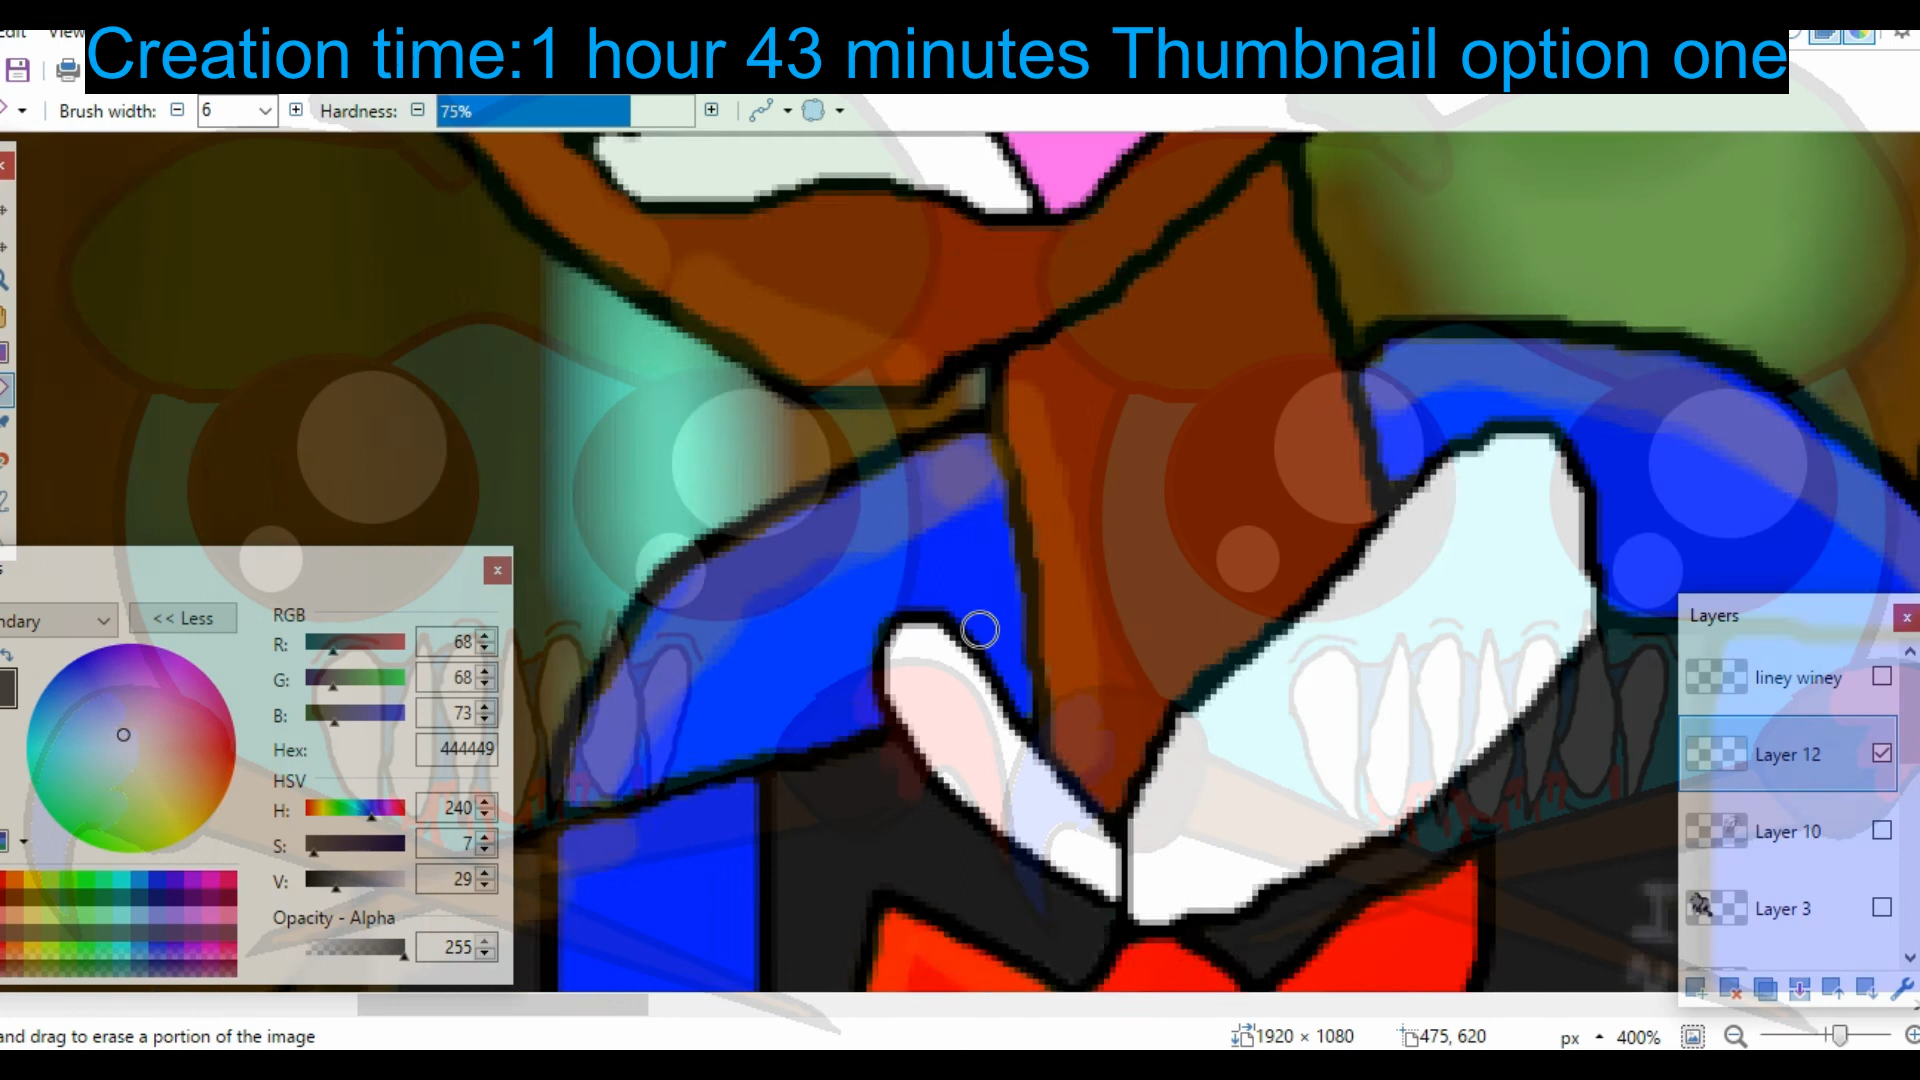 Edit View
Creation time:1 hour 43 minutes Thumbnail option one
Brush width: 6 Hardness: 75%
<< Less
RGB
R: 68
G: 68
B: 73
Hex: 444449
HSV
H: 240
S: 7
V: 29
Opacity - Alpha
255
Layers
liney winey
Layer 12
Layer 10
Layer 3
and drag to erase a portion of the image
1920 × 1080
475, 620
px
400%